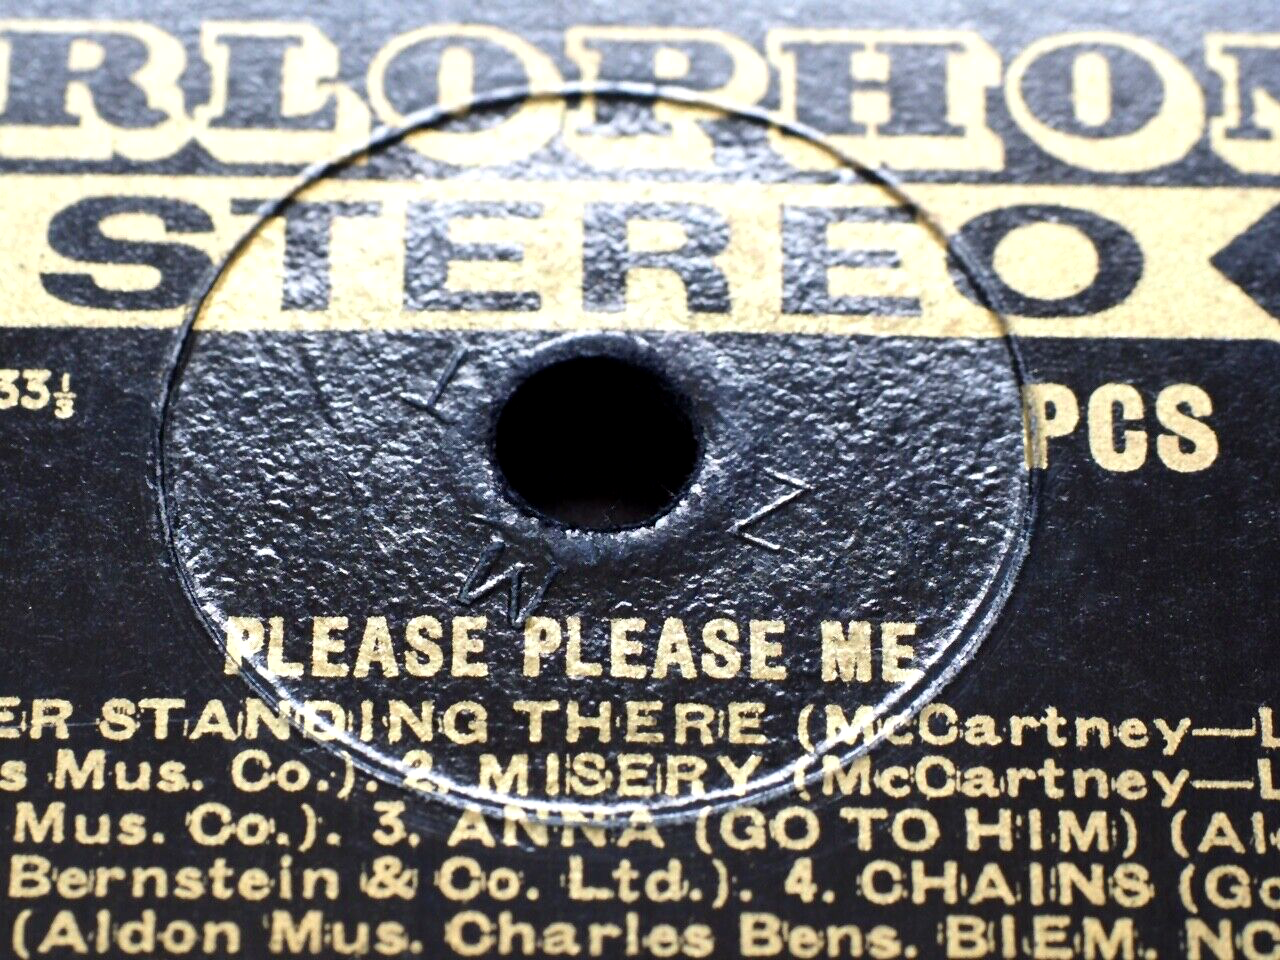 RLOPHON
STEREO
33⅓
PCS
PLEASE PLEASE ME
ER STANDING THERE (McCartney—L
s Mus. Co.). 2. MISERY (McCartney—L
Mus. Co.). 3. ANNA (GO TO HIM) (Al
Bernstein & Co. Ltd.). 4. CHAINS (Go
(Aldon Mus. Charles Bens. BIEM. NC